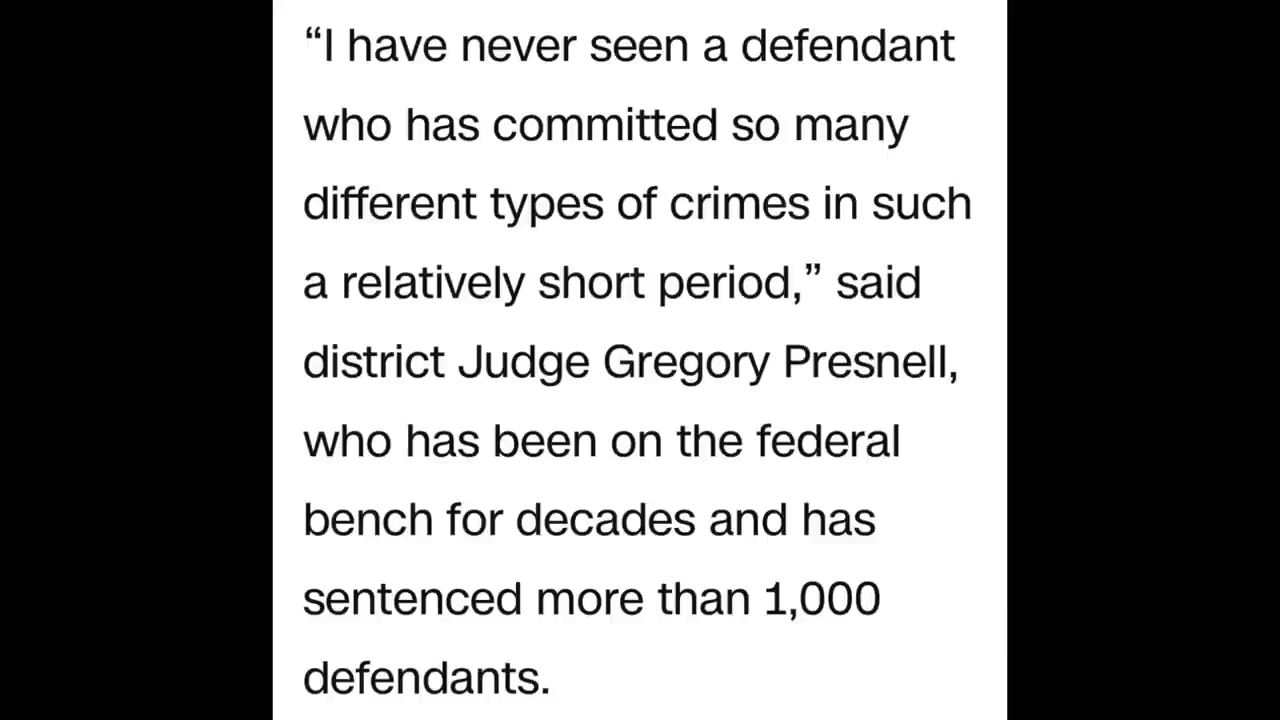 “I have never seen a defendant
who has committed so many
different types of crimes in such
a relatively short period,” said
district Judge Gregory Presnell,
who has been on the federal
bench for decades and has
sentenced more than 1,000
defendants.